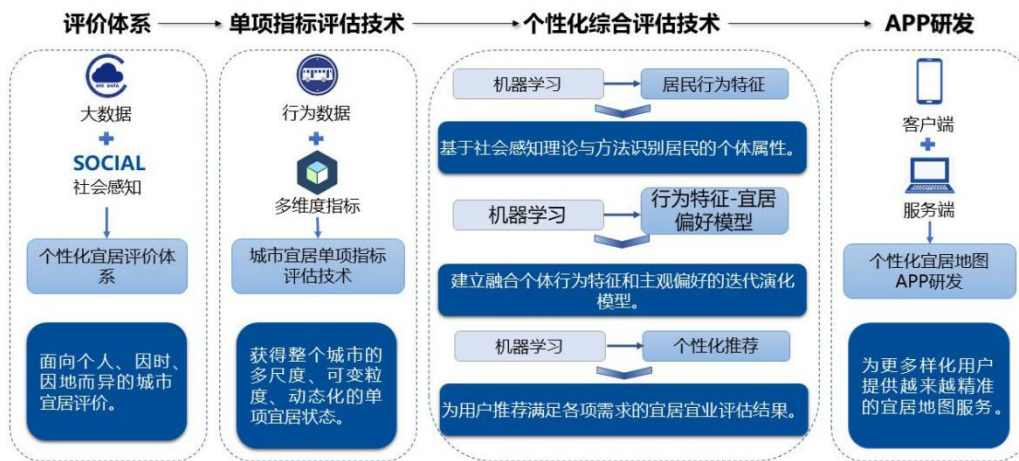 评价体系
单项指标评估技术
个性化综合评估技术
APP研发
大数据
SOCIAL
社会感知
个性化宜居评价体
系
面向个人、因时、
因地而异的城市
宜居评价。
行为数据
多维度指标
城市宜居单项指标
评估技术
获得整个城市的
多尺度、可变粒
度、动态化的单
项宜居状态。
机器学习
居民行为特征
基于社会感知理论与方法识别居民的个体属性。
机器学习
行为特征-宜居
偏好模型
建立融合个体行为特征和主观偏好的迭代演化
模型。
机器学习
个性化推荐
为用户推荐满足各项需求的宜居宜业评估结果。
客户端
服务端
个性化宜居地图
APP研发
为更多样化用户
提供越来越精准
的宜居地图服务。